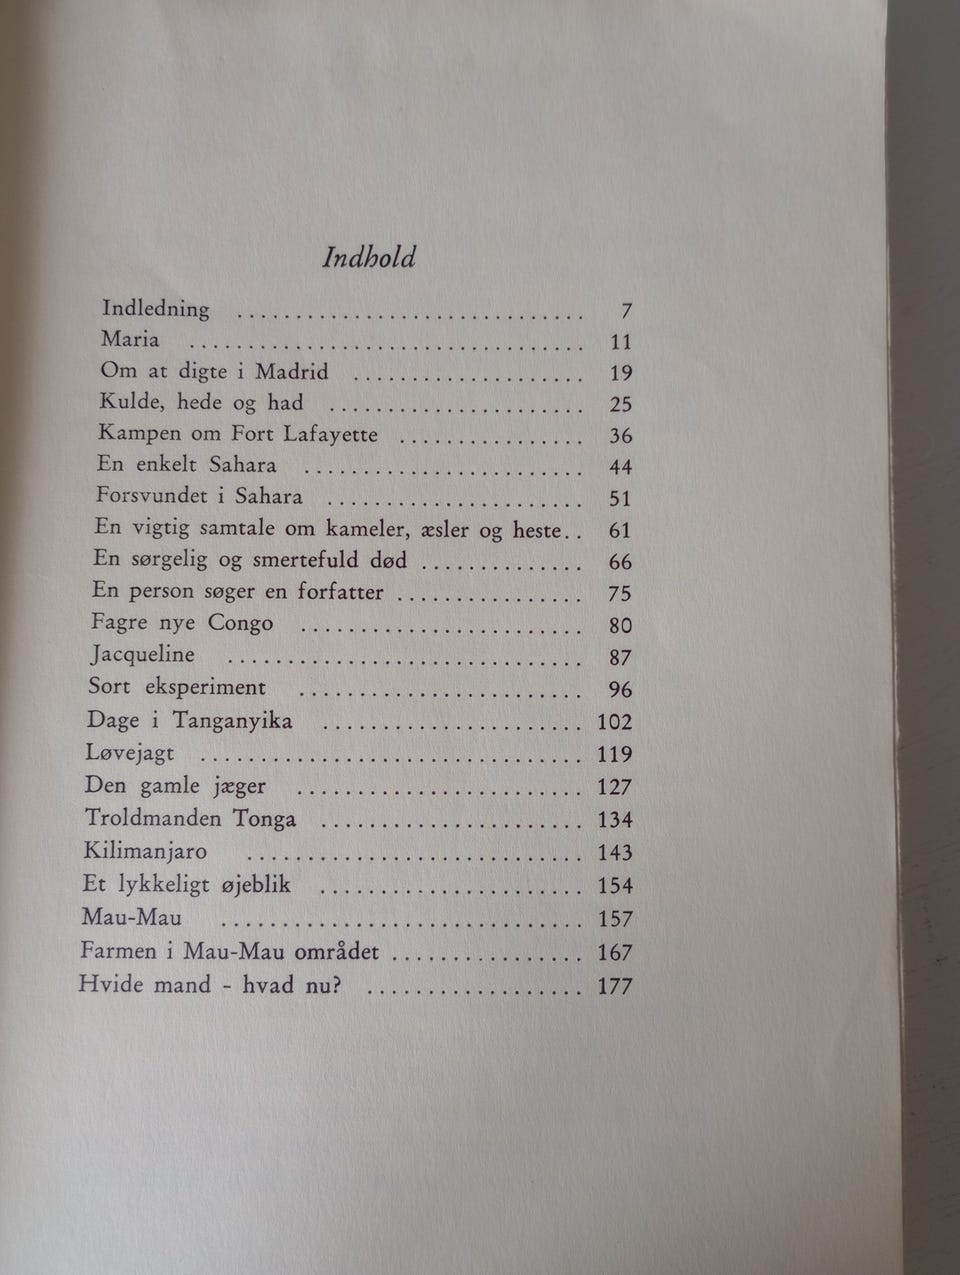 Indhold
Indledning .............................. 7
Maria .................................. 11
Om at digte i Madrid .................... 19
Kulde, hede og had ...................... 25
Kampen om Fort Lafayette ................ 36
En enkelt Sahara ........................ 44
Forsvundet i Sahara ...................... 51
En vigtig samtale om kameler, æsler og heste.. 61
En sørgelig og smertefuld død .............. 66
En person søger en forfatter ................ 75
Fagre nye Congo ......................... 80
Jacqueline ............................... 87
Sort eksperiment ......................... 96
Dage i Tanganyika ....................... 102
Løvejagt ................................. 119
Den gamle jæger ......................... 127
Troldmanden Tonga ....................... 134
Kilimanjaro ............................. 143
Et lykkeligt øjeblik ....................... 154
Mau-Mau ................................ 157
Farmen i Mau-Mau området ................. 167
Hvide mand - hvad nu? ................... 177